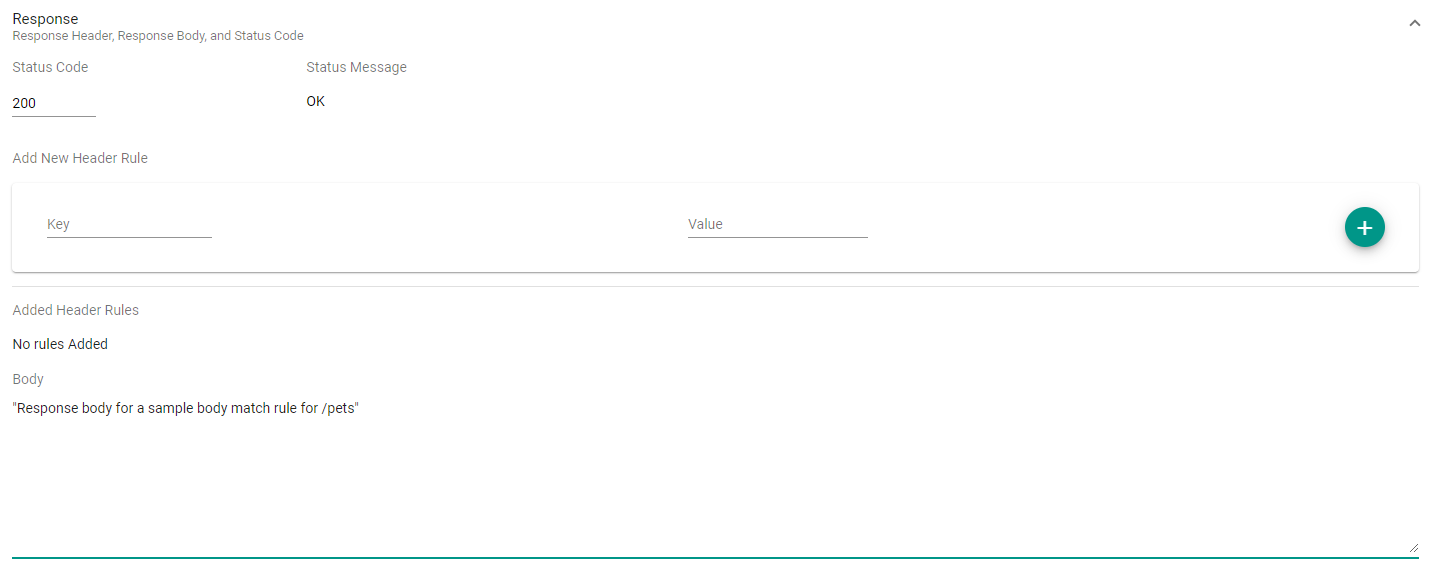 Response
Response Header, Response Body, and Status Code
Status Code Status Message
200 OK
Add New Header Rule
Key Value
Added Header Rules
No rules Added
Body
"Response body for a sample body match rule for /pets"